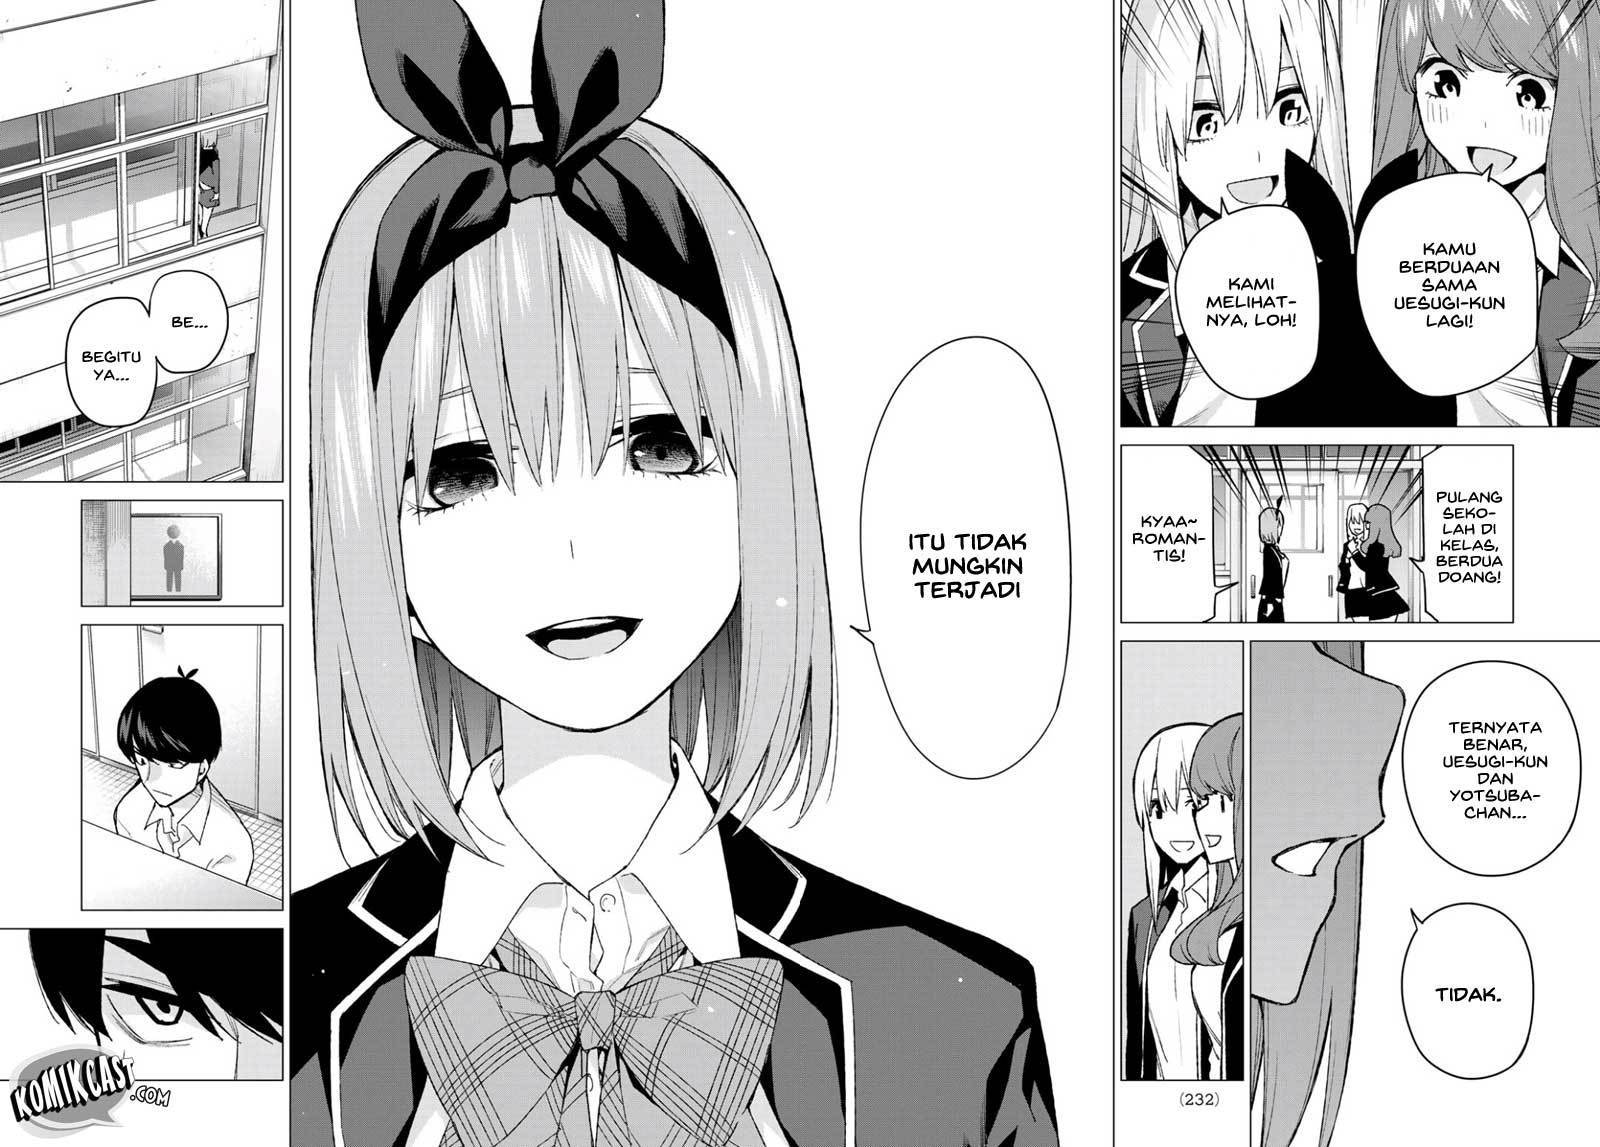 KAMU
BERDUAAN
SAMA
UESUGI-KUN
LAGI!
KAMI
MELIHAT-
NYA, LOH!
PULANG
SEKO-
LAH DI
KELAS,
BERDUA
DOANG!
KYAA~
ROMAN-
TIS!
TERNYATA
BENAR,
UESUGI-KUN
DAN
YOTSUBA-
CHAN...
TIDAK.
(232)
ITU TIDAK
MUNGKIN
TERJADI
BE...
BEGITU
YA...
KOMIKCAST
.COM